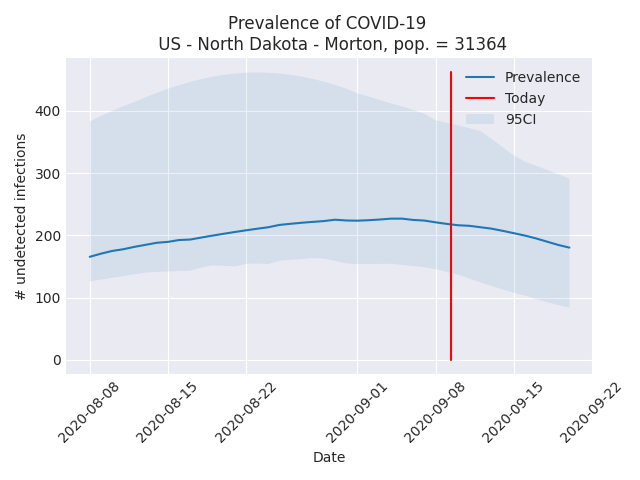 Prevalence of COVID-19
US - North Dakota - Morton, pop. = 31364
Prevalence
Today
95CI
# undetected infections
400
300
200
100
0
2020-08-08
2020-08-15
2020-08-22
2020-09-01
2020-09-08
2020-09-15
2020-09-22
Date